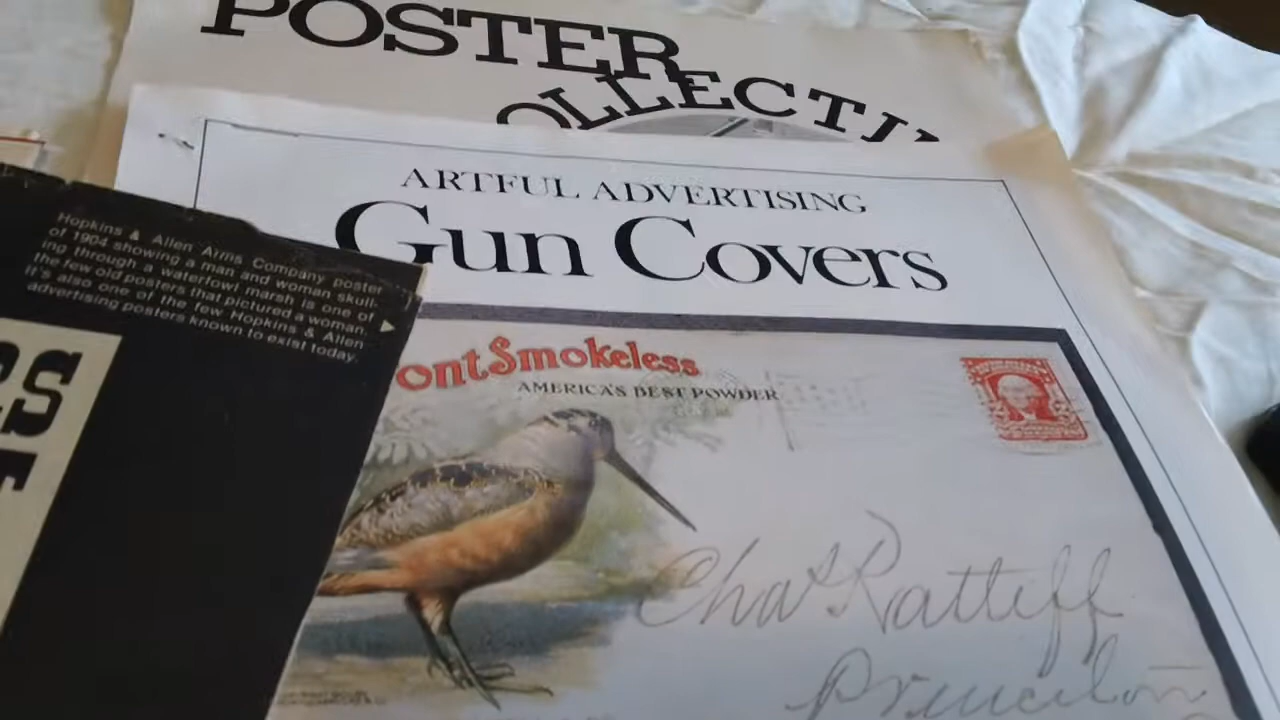 POSTER
OLLECTI
ARTFUL ADVERTISING
Gun Covers
Hopkins & Allen Arms Company poster
of 1904 showing a man and woman skull-
ing through a waterfowl marsh is one of
the few old posters that pictured a woman.
It's also one of the few Hopkins & Allen
advertising posters known to exist today.
RS
T
ont Smokeless
AMERICA'S BEST POWDER
Chas Ratliff
Princeton